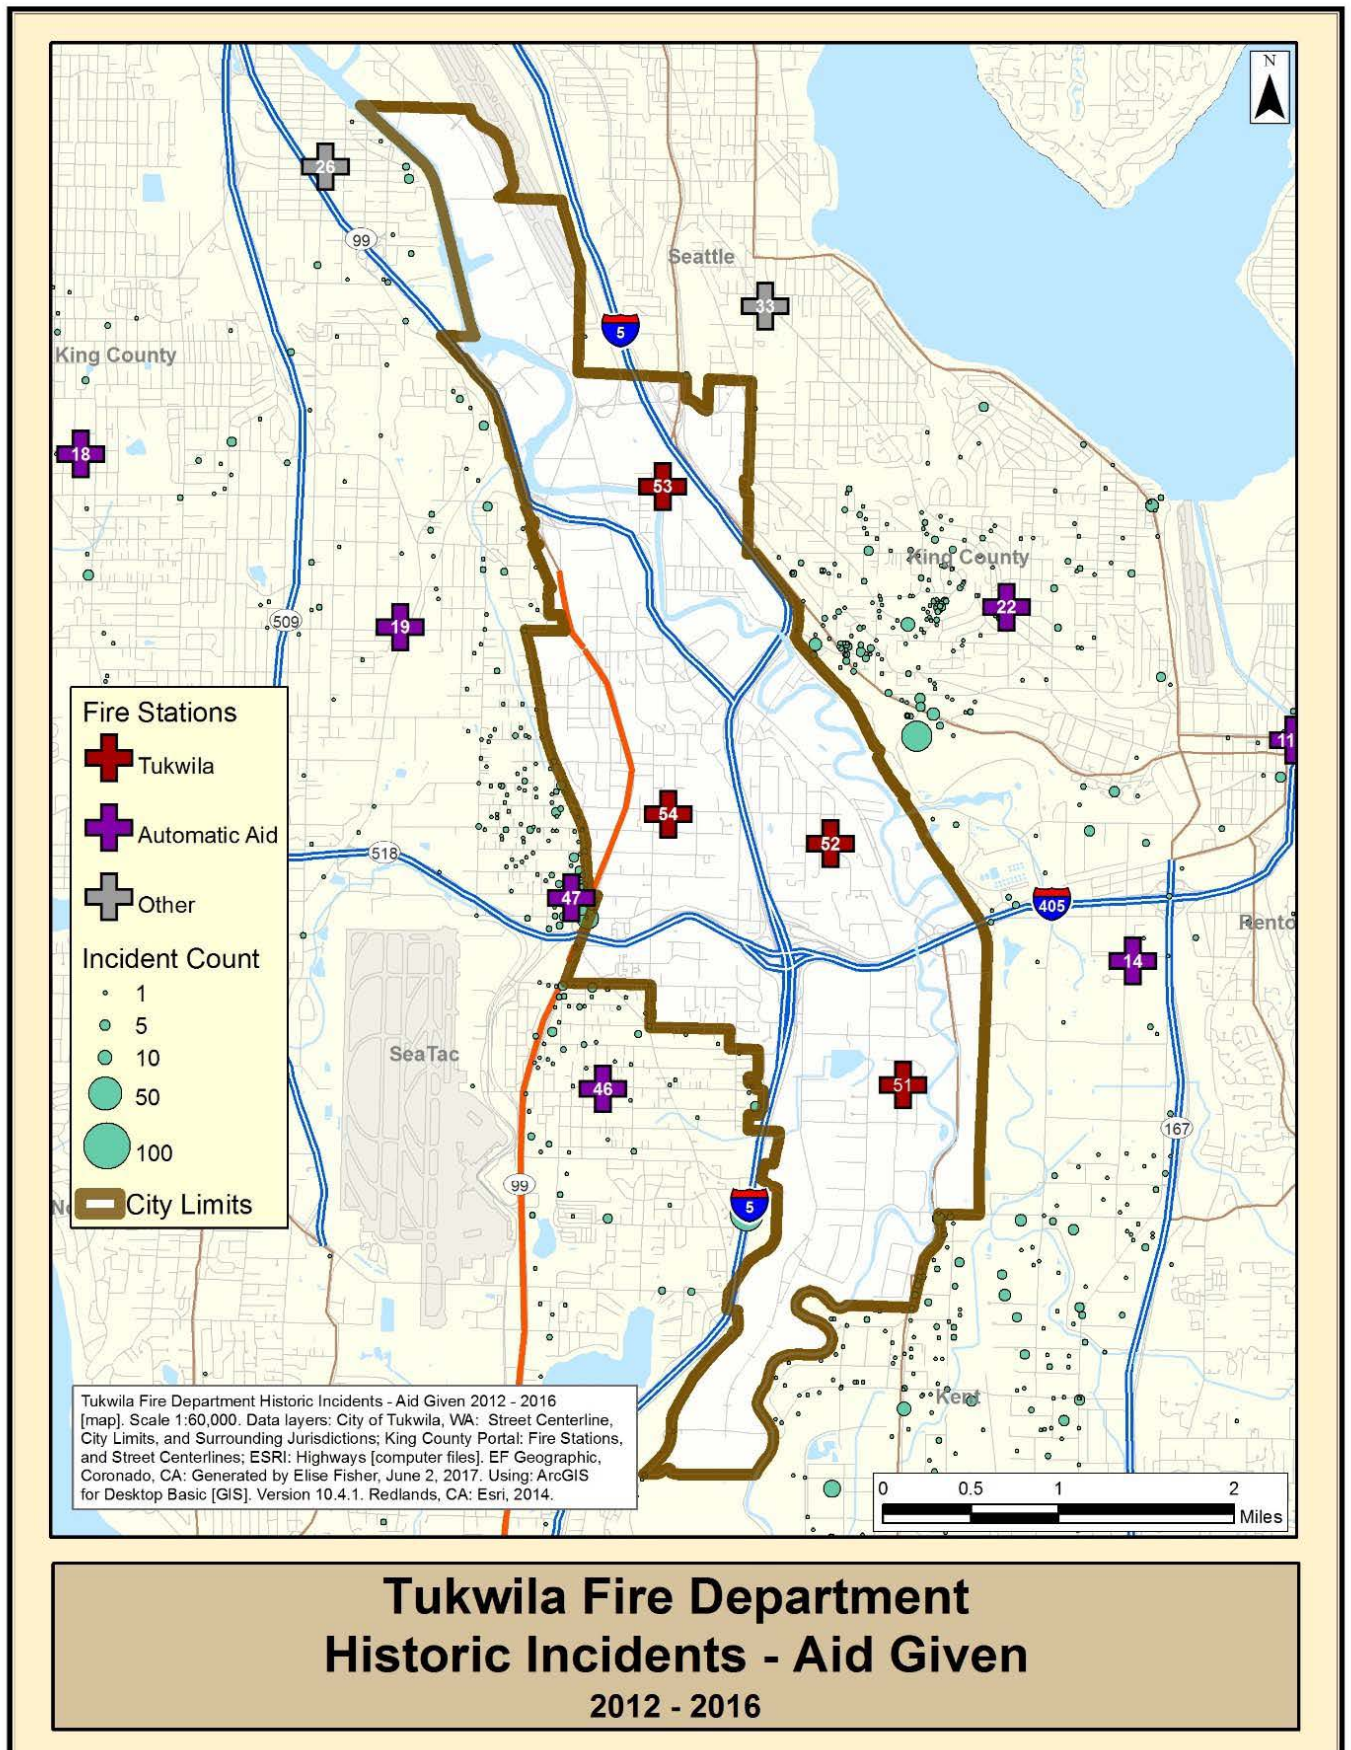 N
26
99
Seattle
33
5
King County
18
53
King County
22
509
19
11
Fire Stations
Tukwila
Automatic Aid
Other
Incident Count
1
5
10
50
100
City Limits
54
52
518
47
405
Rento
14
SeaTac
46
51
167
99
5
Kent
Tukwila Fire Department Historic Incidents - Aid Given 2012 - 2016
[map]. Scale 1:60,000. Data layers: City of Tukwila, WA: Street Centerline,
City Limits, and Surrounding Jurisdictions; King County Portal: Fire Stations,
and Street Centerlines; ESRI: Highways [computer files]. EF Geographic,
Coronado, CA: Generated by Elise Fisher, June 2, 2017. Using: ArcGIS
for Desktop Basic [GIS]. Version 10.4.1. Redlands, CA: Esri, 2014.
0 0.5 1 2
Miles
Tukwila Fire Department
Historic Incidents - Aid Given
2012 - 2016